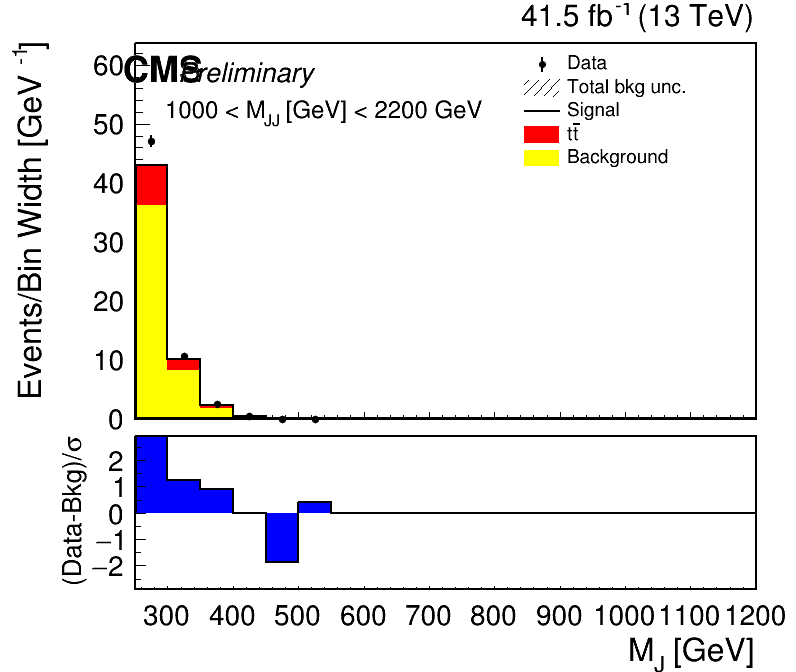 41.5 fb⁻¹ (13 TeV)
CMS Preliminary
1000 < M_JJ [GeV] < 2200 GeV
Data
Total bkg unc.
Signal
tt̄
Background
Events/Bin Width [GeV⁻¹]
60
50
40
30
20
10
0
(Data-Bkg)/σ
2
1
0
−1
−2
300 400 500 600 700 800 900 1000 1100 1200
M_J [GeV]